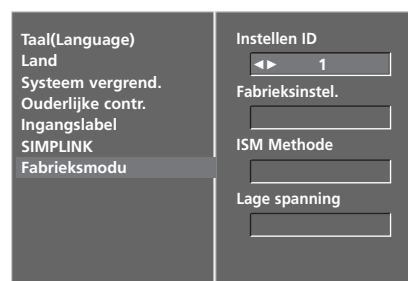 Taal(Language)
Land
Systeem vergrend.
Ouderlijke contr.
Ingangslabel
SIMPLINK
Fabrieksmodu
Instellen ID
◄► 1
Fabrieksinstel.
ISM Methode
Lage spanning